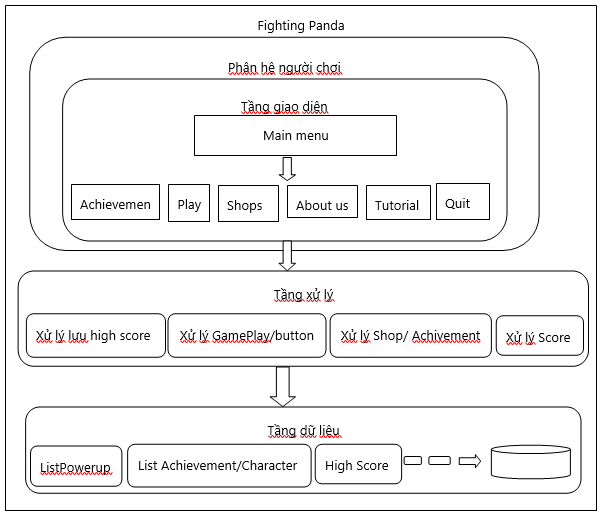 Fighting Panda
Phân hệ người chơi
Tầng giao diện
Main menu
Achievemen
Play
Shops
About us
Tutorial
Quit
Tầng xử lý
Xử lý lưu high score
Xử lý GamePlay/button
Xử lý Shop/ Achivement
Xử lý Score
Tầng dữ liệu
ListPowerup
List Achievement/Character
High Score